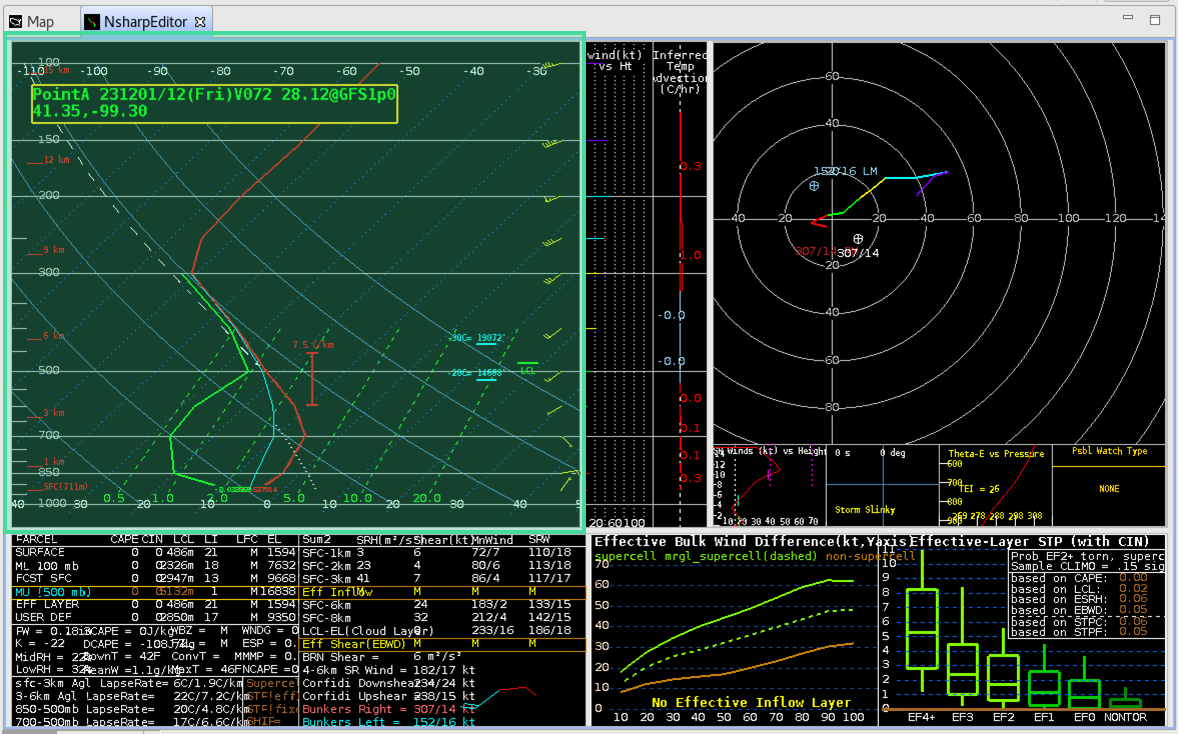 Map NsharpEditor
100
-110 -100 -90 -80 -70 -60 -50 -40 -30
15 km
PointA 231201/12(Fri)V072 28.12@GFS1p0
41.35,-99.30
150
12 km
200
9 km
300
6 km
7.5 C/km
-30C= 19072'
-20C= 14668'
LCL
500
3 km
700
1 km
850
SFC(711m)
0.5 1.0 5.0 10.0 20.0
1000
-20 -10 0 10 20 30 40
wind(kt)
vs Ht
20 60 100
Inferred
Temp
Advection
(C/hr)
0.3
1.0
-0.0
-0.0
0.0
0.1
0.1
0.3
60
40
152/16 LM
40 20 20 40 60 80 100 120
307/14
307/14
20
40
60
80
SR Winds (kt) vs Height
14
12
10
8
6
4
2
10 20 30 40 50 60 70
0 s 0 deg
Storm Slinky
Theta-E vs Pressure
600
700
800
900
TEI = 26
269 278 288 298 308
Psbl Watch Type
NONE
PARCEL CAPE CIN LCL LI LFC EL
SURFACE 0 0 486m 21 M 1594
ML 100 mb 0 0 2326m 18 M 7632
FCST SFC 0 0 2947m 13 M 9668
MU (500 mb) 0 0 5132m 1 M 16838
EFF LAYER 0 0 486m 21 M 1594
USER DEF 0 0 2850m 17 M 9350
PW = 0.18in 3CAPE = 0J/kg WBZ = M WNDG = 0.
K = -22 DCAPE = -108J/kg ESP = 0.
MidRH = DownT = 42F ConvT = M MMMP = 0.
LowRH = MeanW =1.1g/kg MaxT = 46F NCAPE =0.
sfc-3km Agl LapseRate= 6C/1.9C/km
3-6km Agl LapseRate= 22C/7.2C/km
850-500mb LapseRate= 20C/4.8C/km
700-500mb LapseRate= 17C/6.6C/km
Supercell
STP(eff)
STP(fix)
SHIP=
Sum2 SRH(m²/s²) Shear(kt) MnWind SRW
SFC-1km 3 6 72/7 110/18
SFC-2km 23 4 80/6 113/18
SFC-3km 41 7 86/4 117/17
Eff Inflow M M M M
SFC-6km 24 183/2 133/15
SFC-8km 32 212/4 142/15
LCL-EL(Cloud Layer) 233/16 186/18
Eff Shear(EBWD) M M M
BRN Shear = 6 m²/s²
4-6km SR Wind = 182/17 kt
Corfidi Downshear= 234/24 kt
Corfidi Upshear = 238/15 kt
Bunkers Right = 307/14 kt
Bunkers Left = 152/16 kt
Effective Bulk Wind Difference(kt,Yaxis)
supercell mrgl_supercell(dashed) non-supercell
70
60
50
40
30
20
10
0
No Effective Inflow Layer
10 20 30 40 50 60 70 80 90 100
Effective-Layer STP (with CIN)
11
10
9
8
7
6
5
4
3
2
1
0
Prob EF2+ torn, superc
Sample CLIMO = .15 sig
based on CAPE: 0.00
based on LCL: 0.02
based on ESRH: 0.06
based on EBWD: 0.05
based on STPC: 0.06
based on STPF: 0.05
EF4+ EF3 EF2 EF1 EF0 NONTOR